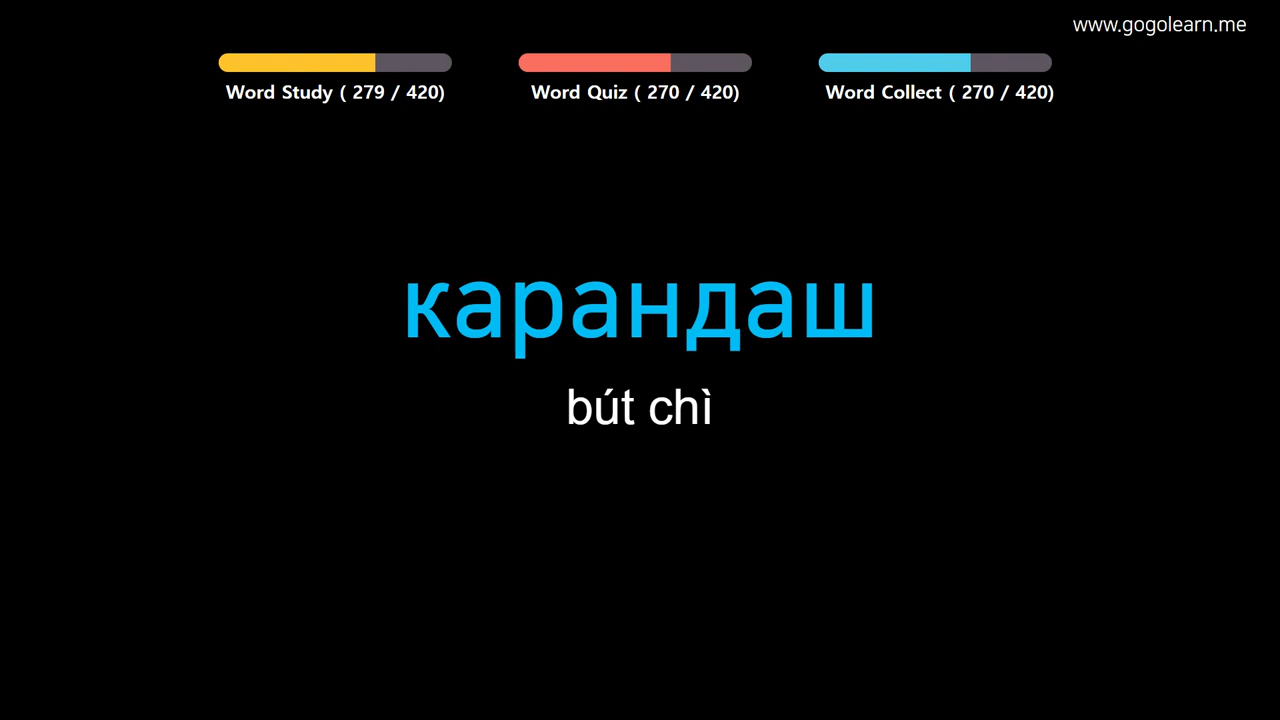 www.gogolearn.me
Word Study ( 279 / 420)
Word Quiz ( 270 / 420)
Word Collect ( 270 / 420)
карандаш
bút chì